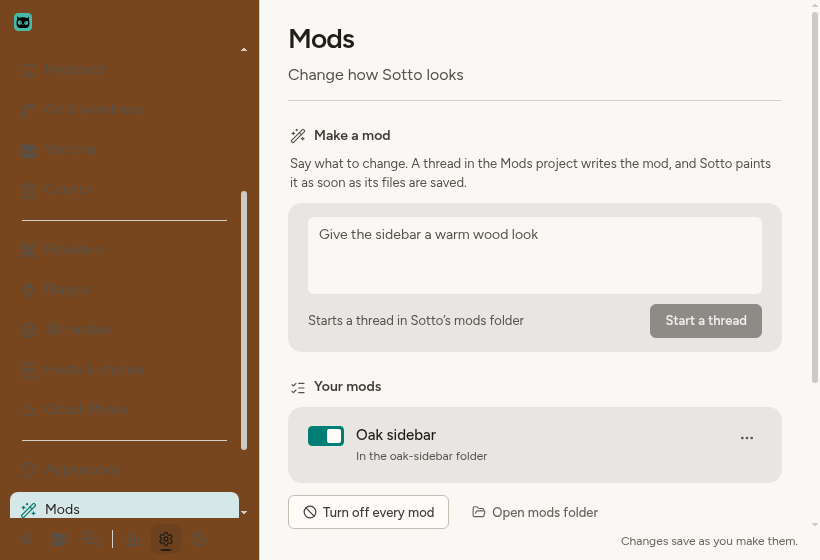 Mods
Change how Sotto looks
Make a mod
Say what to change. A thread in the Mods project writes the mod, and Sotto paints
it as soon as its files are saved.
Give the sidebar a warm wood look
Starts a thread in Sotto's mods folder
Start a thread
Your mods
Oak sidebar
In the oak-sidebar folder
Turn off every mod
Open mods folder
Changes save as you make them.
Mods